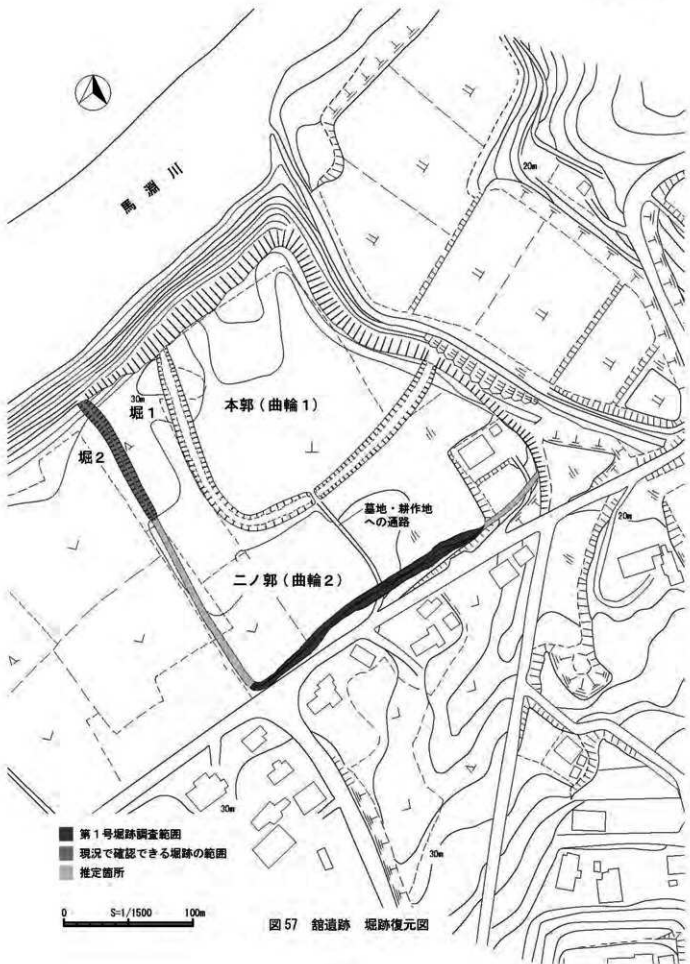 馬淵川
20m
30m
堀1
本郭（曲輪1）
堀2
墓地・耕作地
への通路
20m
二ノ郭（曲輪2）
30m
30m
第1号堀跡調査範囲
現況で確認できる堀跡の範囲
推定箇所
0 S=1/1500 100m
図57 舘遺跡 堀跡復元図